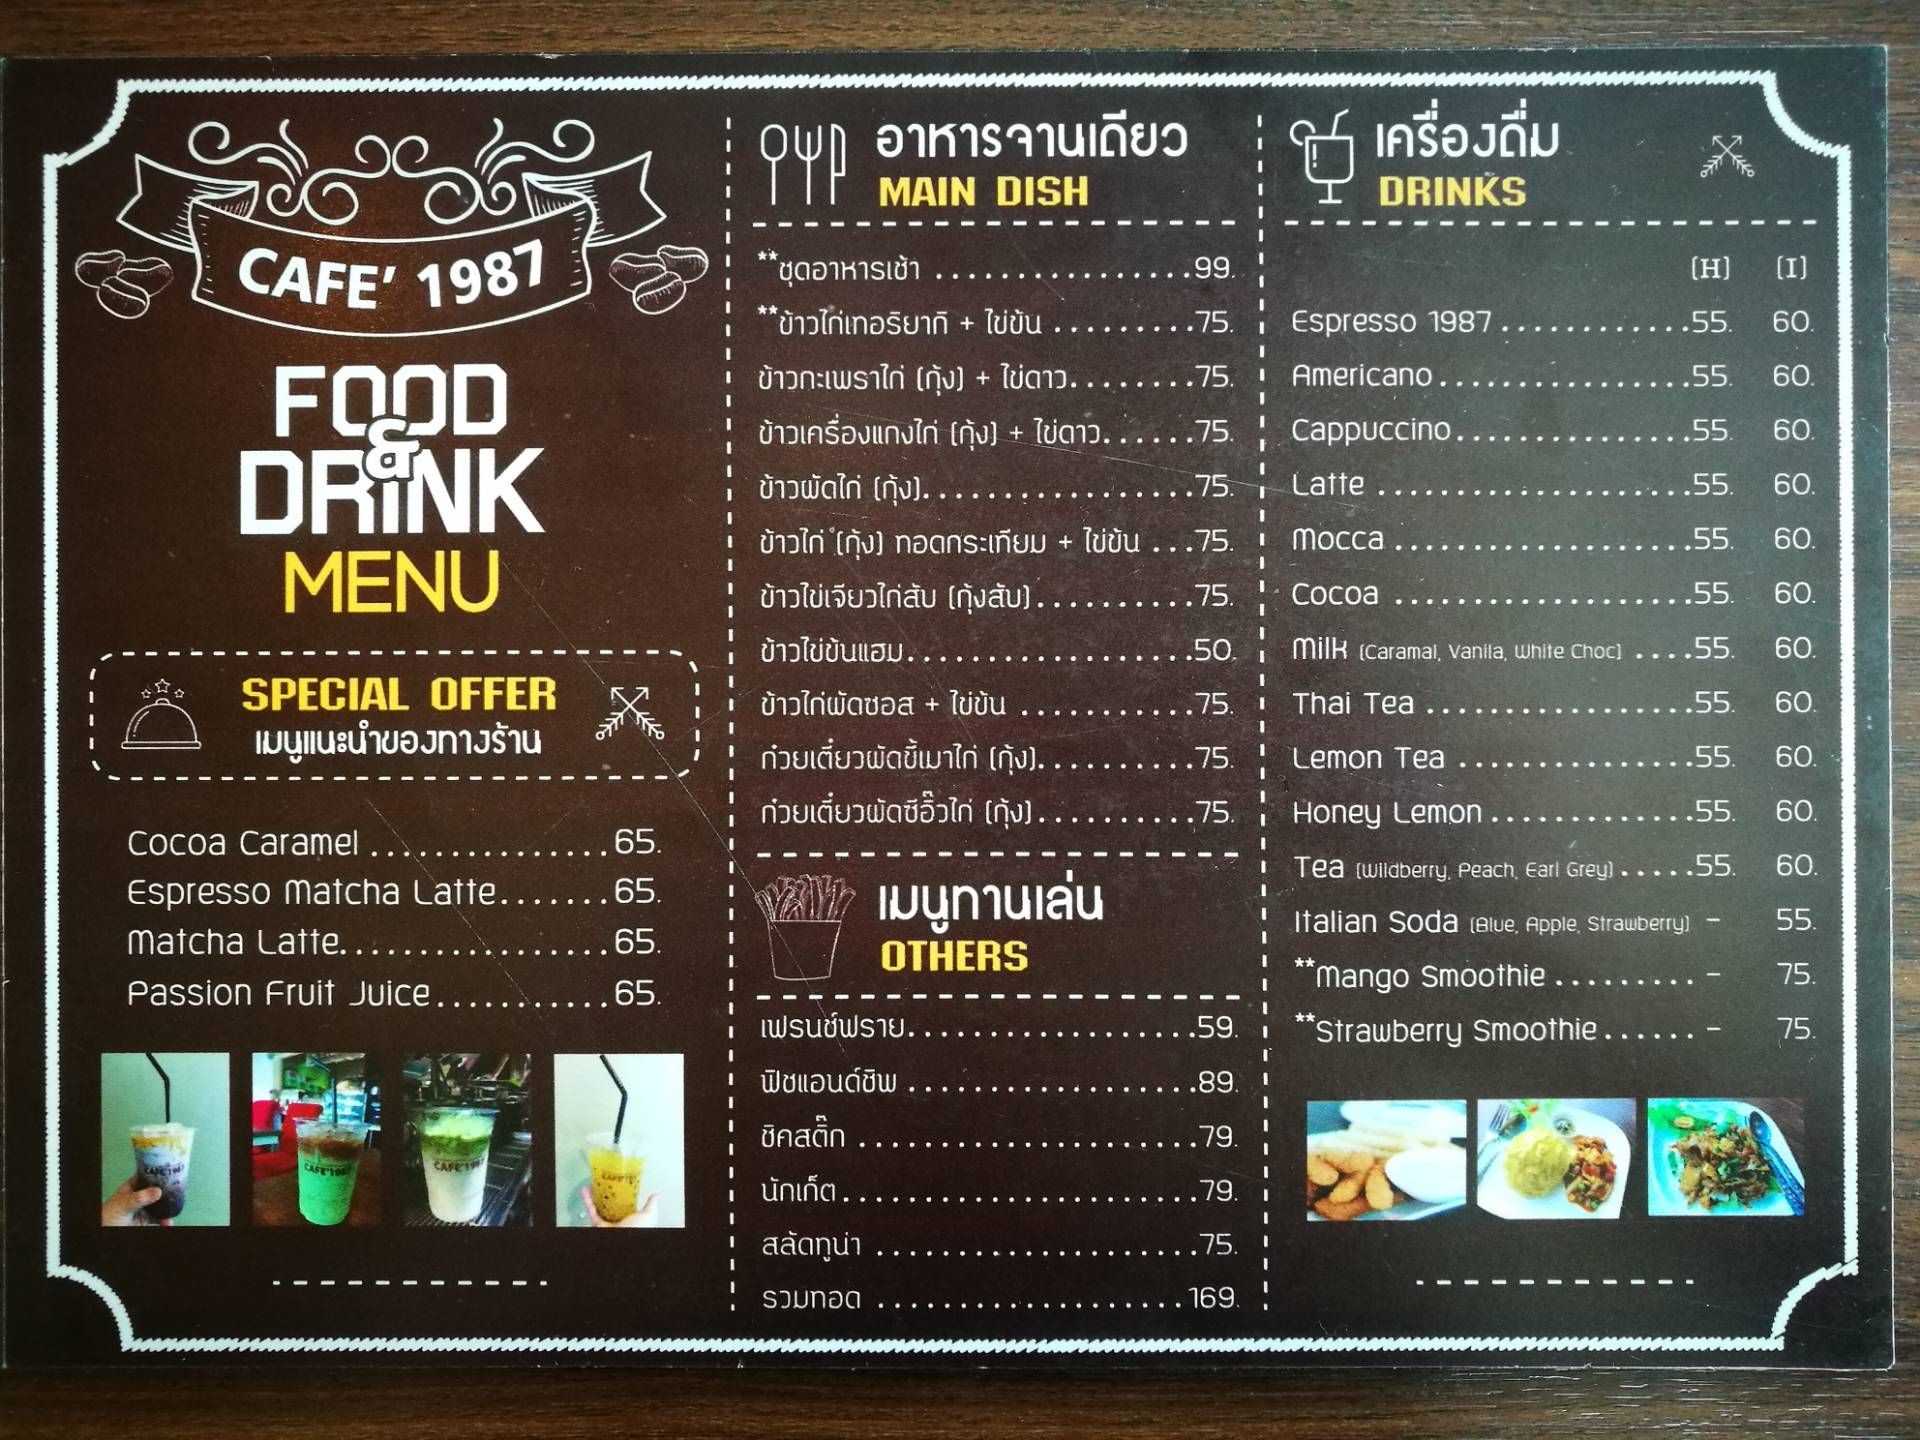 CAFE' 1987
FOOD
&
DRINK
MENU
SPECIAL OFFER
เมนูแนะนำของทางร้าน
Cocoa Caramel ............... 65.
Espresso Matcha Latte....... 65.
Matcha Latte................. 65.
Passion Fruit Juice........... 65.
CAFE'1987
CAFE'1987
CAFE'1987
CAFE'1987
อาหารจานเดียว
MAIN DISH
**ชุดอาหารเช้า ................99.
**ข้าวไก่เทอริยากิ + ไข่ข้น .........75.
ข้าวกะเพราไก่ (กุ้ง) + ไข่ดาว........75.
ข้าวเครื่องแกงไก่ (กุ้ง) + ไข่ดาว......75.
ข้าวผัดไก่ (กุ้ง).................75.
ข้าวไก่ (กุ้ง) ทอดกระเทียม + ไข่ข้น ...75.
ข้าวไข่เจียวไก่สับ (กุ้งสับ)..........75.
ข้าวไข่ข้นแฮม..................50.
ข้าวไก่ผัดซอส + ไข่ข้น ...........75.
ก๋วยเตี๋ยวผัดขี้เมาไก่ (กุ้ง)..........75.
ก๋วยเตี๋ยวผัดซีอิ๊วไก่ (กุ้ง)..........75.
เมนูทานเล่น
OTHERS
เฟรนช์ฟราย..................59.
ฟิชแอนด์ชิพ ..................89.
ชิคสติ๊ก .....................79.
นักเก็ต......................79.
สลัดทูน่า ....................75.
รวมทอด ...................169.
เครื่องดื่ม
DRINKS
(H) (I)
Espresso 1987............55. 60.
Americano................55. 60.
Cappuccino...............55. 60.
Latte ....................55. 60.
Mocca ...................55. 60.
Cocoa ...................55. 60.
Milk (Caramal, Vanila, White Choc) ....55. 60.
Thai Tea .................55. 60.
Lemon Tea ...............55. 60.
Honey Lemon.............55. 60.
Tea (Wildberry, Peach, Earl Grey).....55. 60.
Italian Soda (Blue, Apple, Strawberry) - 55.
**Mango Smoothie ......... - 75.
**Strawberry Smoothie...... - 75.